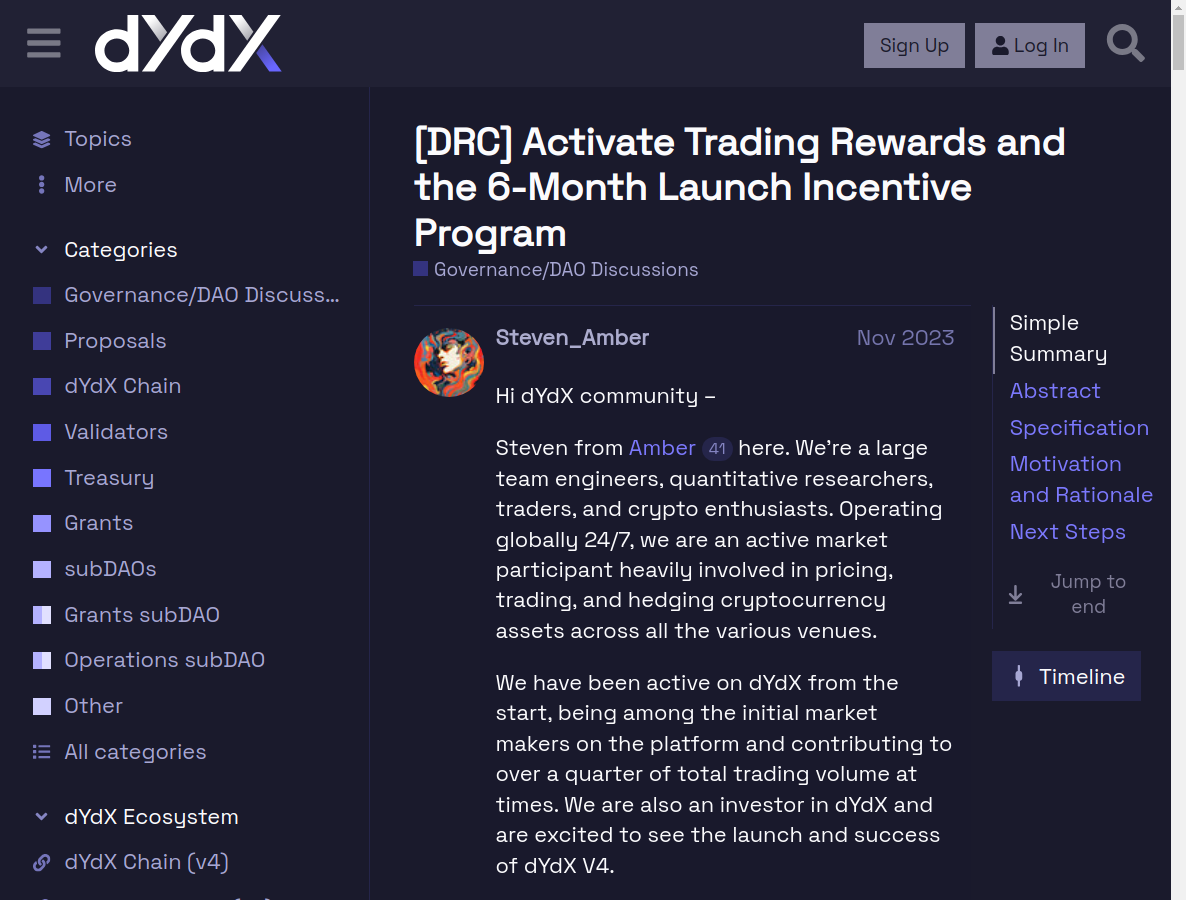 dYdX
Sign Up
Log In
Topics
More
Categories
Governance/DAO Discuss...
Proposals
dYdX Chain
Validators
Treasury
Grants
subDAOs
Grants subDAO
Operations subDAO
Other
All categories
dYdX Ecosystem
dYdX Chain (v4)
[DRC] Activate Trading Rewards and
the 6-Month Launch Incentive
Program
Governance/DAO Discussions
Steven_Amber
Nov 2023
Hi dYdX community –
Steven from Amber 41 here. We’re a large
team engineers, quantitative researchers,
traders, and crypto enthusiasts. Operating
globally 24/7, we are an active market
participant heavily involved in pricing,
trading, and hedging cryptocurrency
assets across all the various venues.
We have been active on dYdX from the
start, being among the initial market
makers on the platform and contributing to
over a quarter of total trading volume at
times. We are also an investor in dYdX and
are excited to see the launch and success
of dYdX V4.
Simple
Summary
Abstract
Specification
Motivation
and Rationale
Next Steps
Jump to
end
Timeline